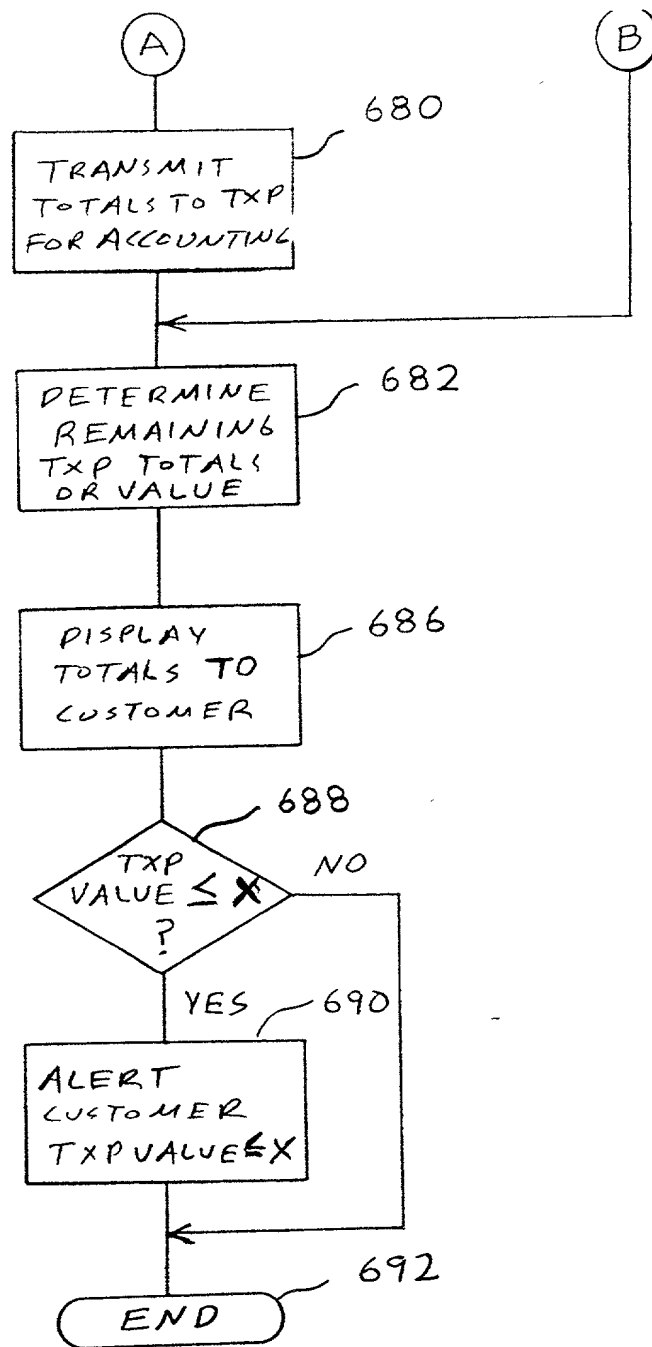 A
B
680
TRANSMIT
TOTALS TO TXP
FOR ACCOUNTING
682
DETERMINE
REMAINING
TXP TOTALS
OR VALUE
686
DISPLAY
TOTALS TO
CUSTOMER
688
TXP
VALUE ≤ X
?
NO
YES
690
ALERT
CUSTOMER
TXP VALUE ≤ X
692
END